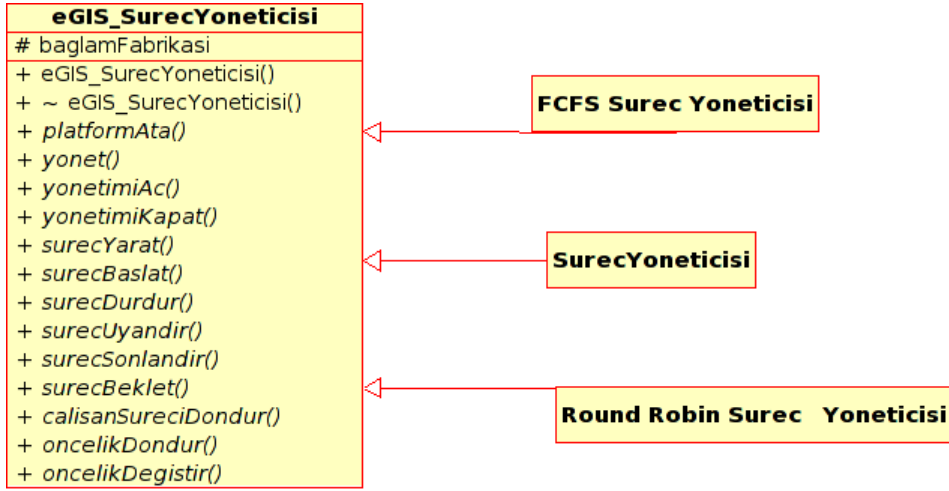 eGIS_SurecYoneticisi
# baglamFabrikasi
+ eGIS_SurecYoneticisi()
+ ~ eGIS_SurecYoneticisi()
+ platformAta()
+ yonet()
+ yonetimiAc()
+ yonetimiKapat()
+ surecYarat()
+ surecBaslat()
+ surecDurdur()
+ surecUyandir()
+ surecSonlandir()
+ surecBeklet()
+ calisanSureciDondur()
+ oncelikDondur()
+ oncelikDegistir()
FCFS Surec Yoneticisi
SurecYoneticisi
Round Robin Surec Yoneticisi